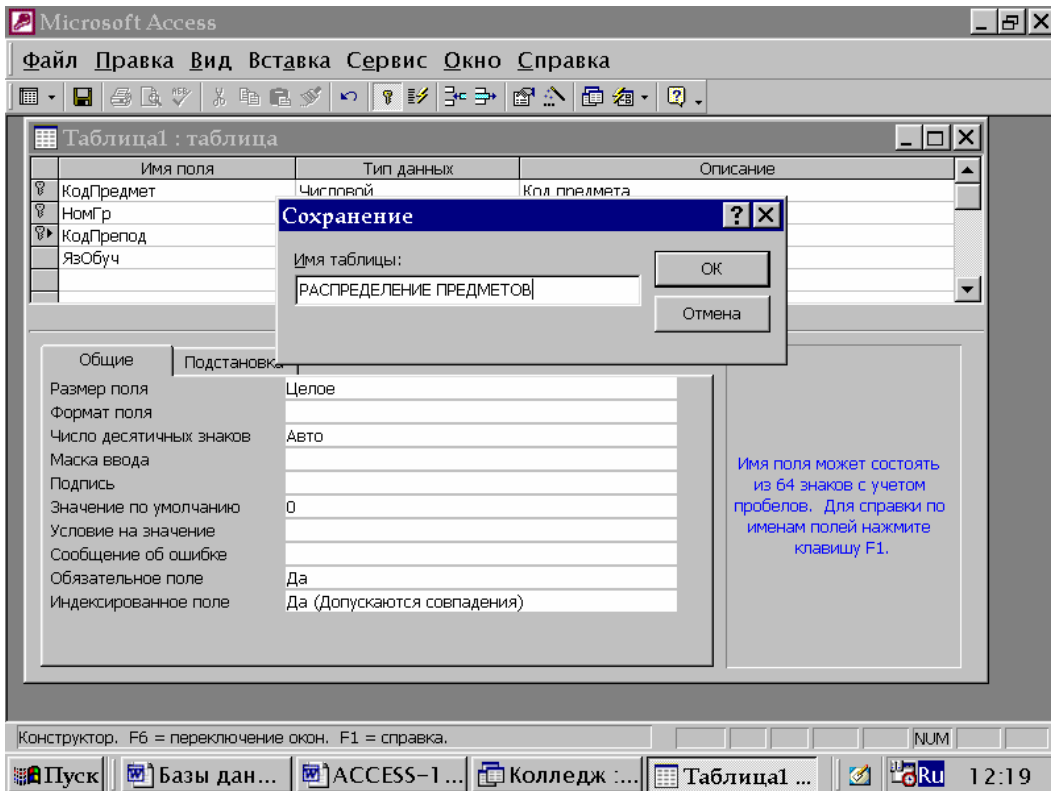 Microsoft Access
Файл Правка Вид Вставка Сервис Окно Справка
Таблица1 : таблица
Имя поля Тип данных Описание
КодПредмет Числовой Код предмета
НомГр
КодПрепод
ЯзОбуч
Сохранение
Имя таблицы:
РАСПРЕДЕЛЕНИЕ ПРЕДМЕТОВ
ОК
Отмена
Общие Подстановка
Размер поля Целое
Формат поля
Число десятичных знаков Авто
Маска ввода
Подпись
Значение по умолчанию 0
Условие на значение
Сообщение об ошибке
Обязательное поле Да
Индексированное поле Да (Допускаются совпадения)
Имя поля может состоять
из 64 знаков с учетом
пробелов. Для справки по
именам полей нажмите
клавишу F1.
Конструктор. F6 = переключение окон. F1 = справка. NUM
Пуск Базы дан... ACCESS-1... Колледж :... Таблица1 ... Ru 12:19